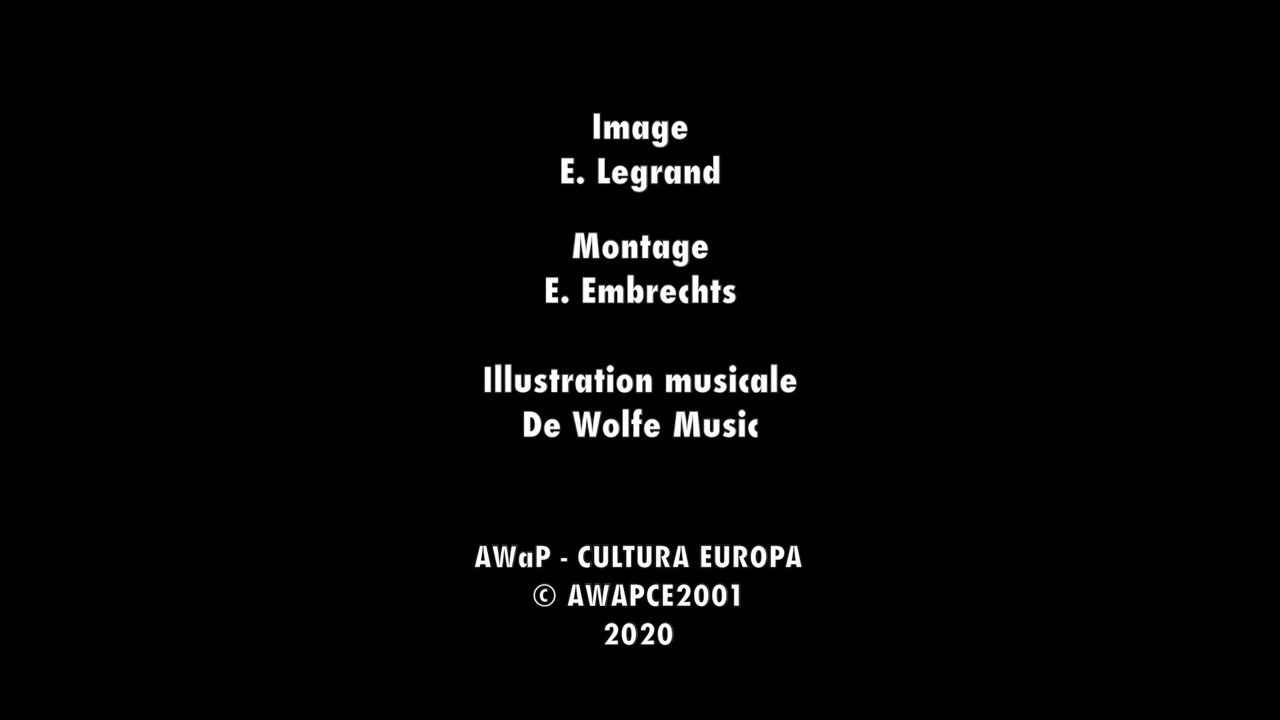 Image
E. Legrand
Montage
E. Embrechts
Illustration musicale
De Wolfe Music
AWaP - CULTURA EUROPA
© AWAPCE2001
2020